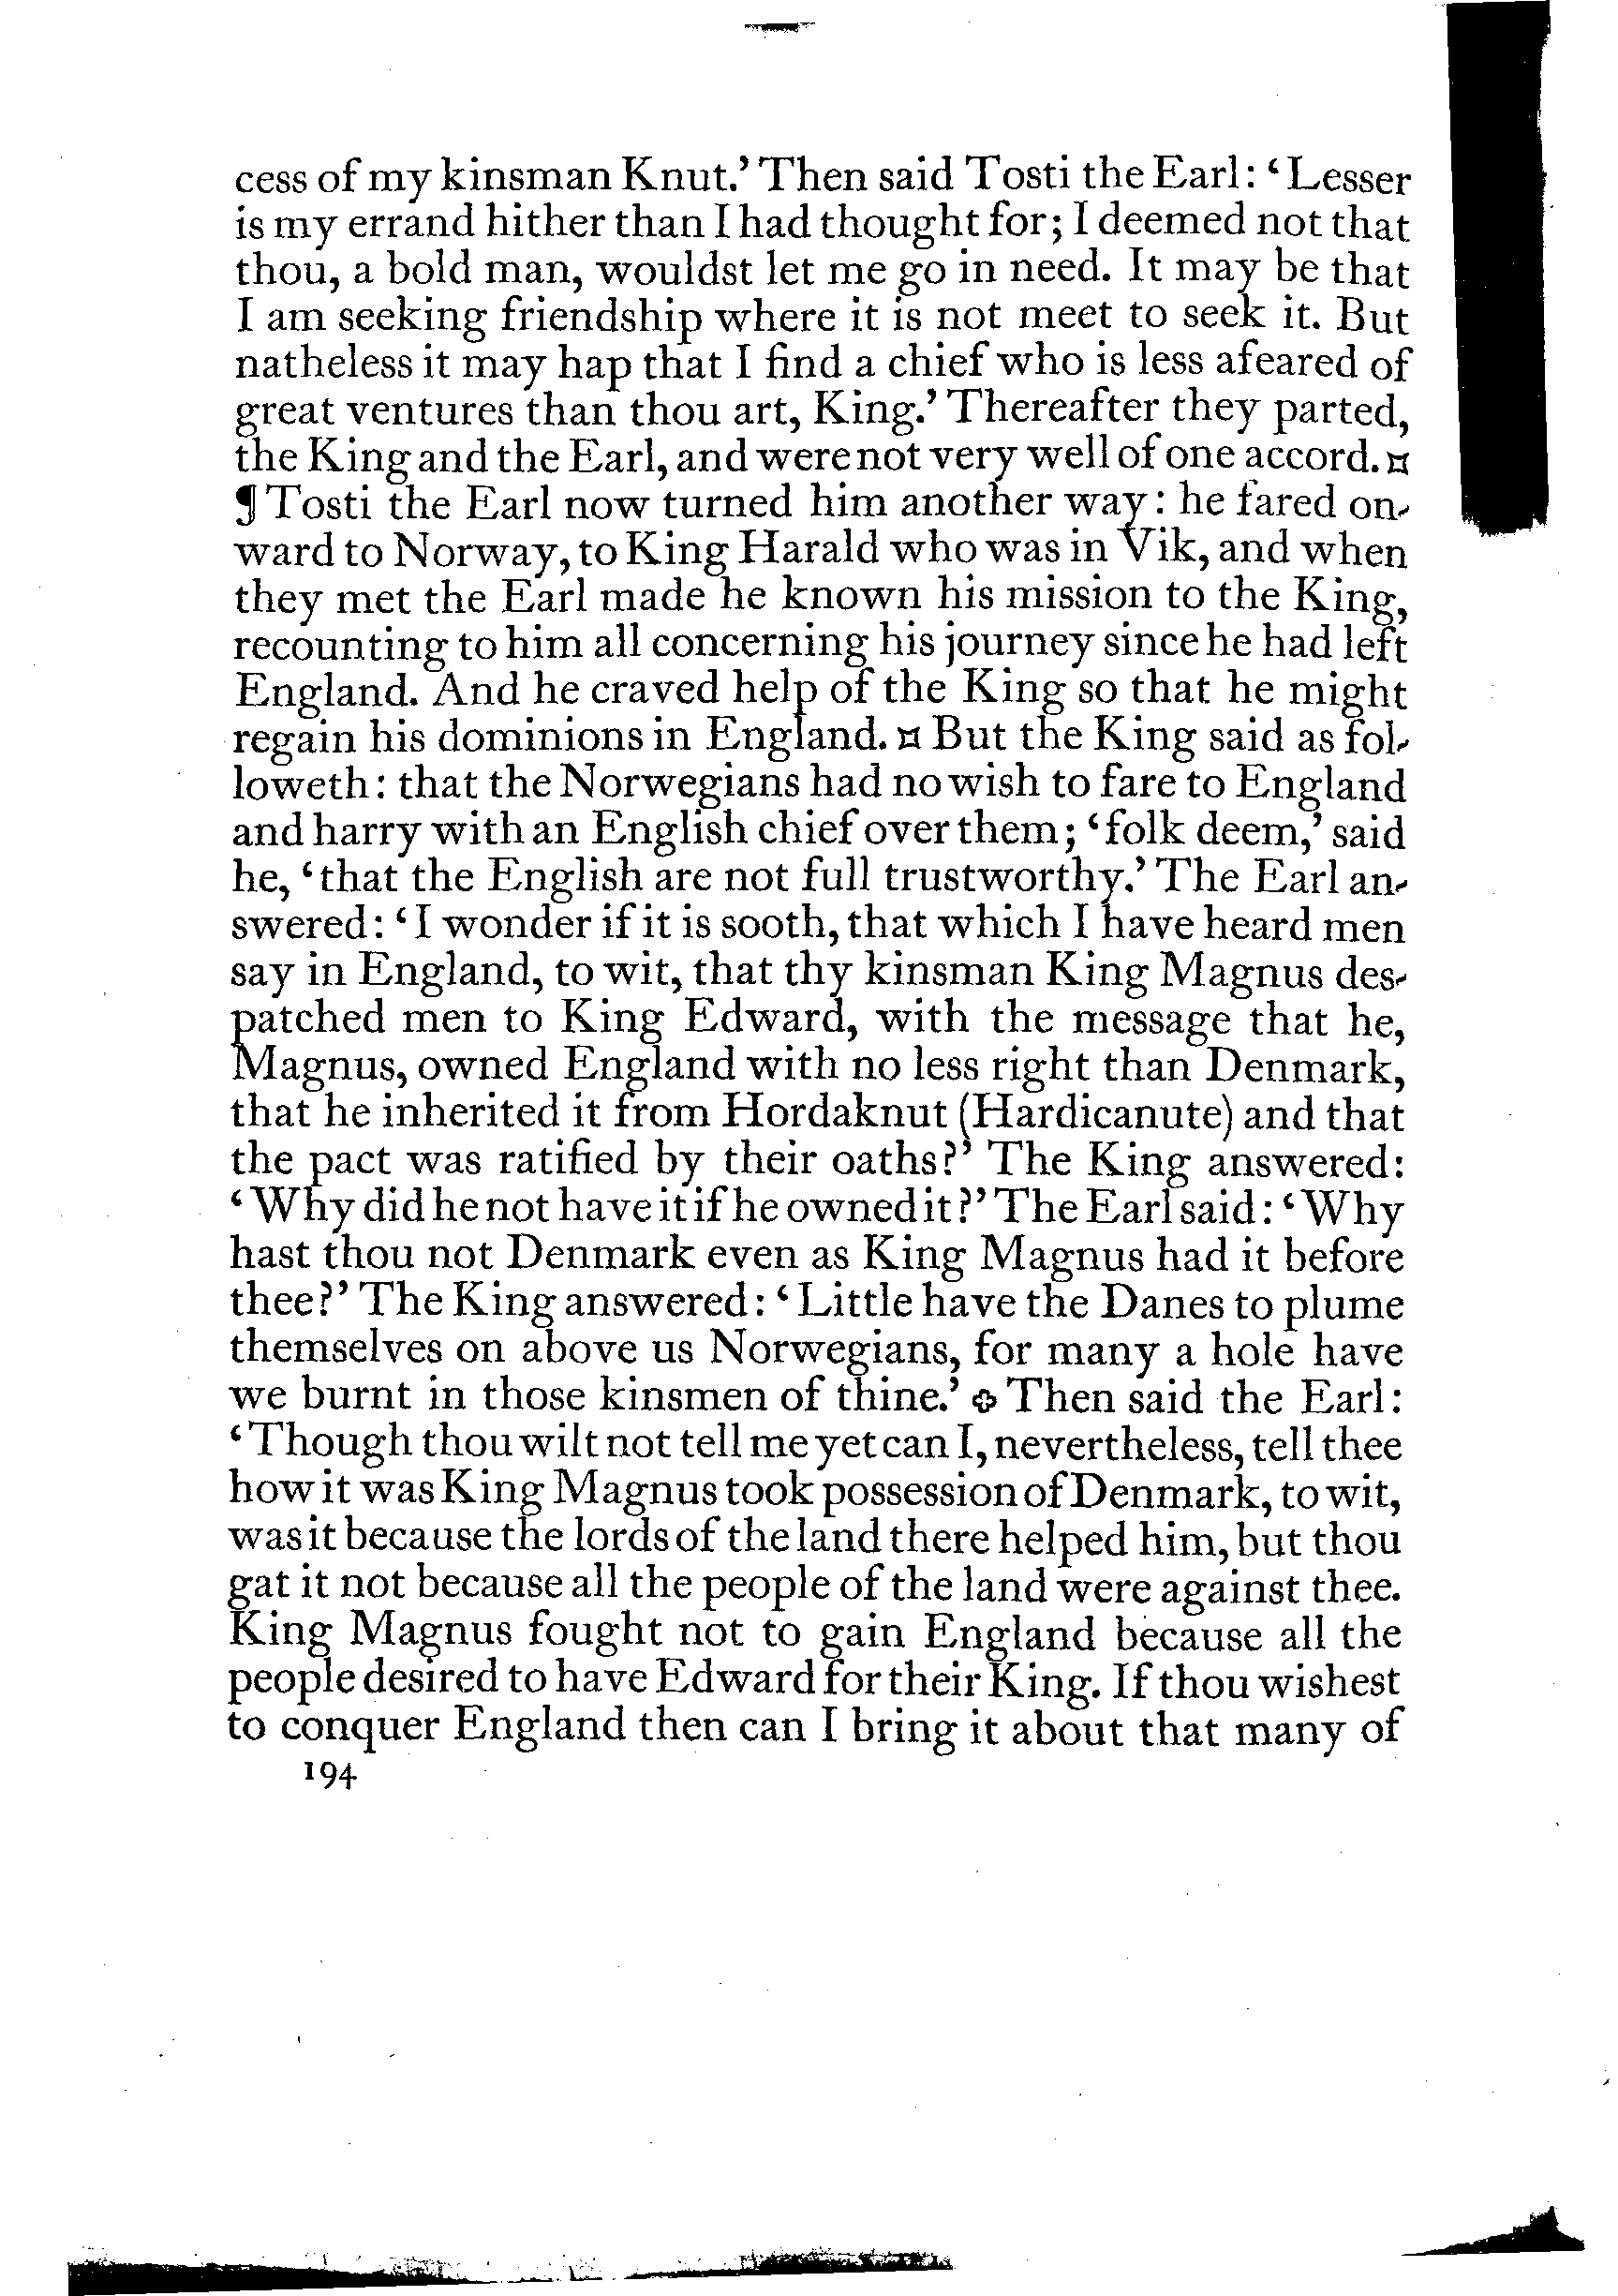 cess of my kinsman Knut.' Then said Tosti the Earl: 'Lesser
is my errand hither than I had thought for; I deemed not that
thou, a bold man, wouldst let me go in need. It may be that
I am seeking friendship where it is not meet to seek it. But
natheless it may hap that I find a chief who is less afeared of
great ventures than thou art, King.' Thereafter they parted,
the King and the Earl, and were not very well of one accord. ¤
¶ Tosti the Earl now turned him another way: he fared on-
ward to Norway, to King Harald who was in Vik, and when
they met the Earl made he known his mission to the King,
recounting to him all concerning his journey since he had left
England. And he craved help of the King so that he might
regain his dominions in England. ¤ But the King said as fol-
loweth: that the Norwegians had no wish to fare to England
and harry with an English chief over them; 'folk deem,' said
he, 'that the English are not full trustworthy.' The Earl an-
swered: 'I wonder if it is sooth, that which I have heard men
say in England, to wit, that thy kinsman King Magnus des-
patched men to King Edward, with the message that he,
Magnus, owned England with no less right than Denmark,
that he inherited it from Hordaknut (Hardicanute) and that
the pact was ratified by their oaths?' The King answered:
'Why did he not have it if he owned it?' The Earl said: 'Why
hast thou not Denmark even as King Magnus had it before
thee?' The King answered: 'Little have the Danes to plume
themselves on above us Norwegians, for many a hole have
we burnt in those kinsmen of thine.' ✥ Then said the Earl:
'Though thou wilt not tell me yet can I, nevertheless, tell thee
how it was King Magnus took possession of Denmark, to wit,
was it because the lords of the land there helped him, but thou
gat it not because all the people of the land were against thee.
King Magnus fought not to gain England because all the
people desired to have Edward for their King. If thou wishest
to conquer England then can I bring it about that many of
194